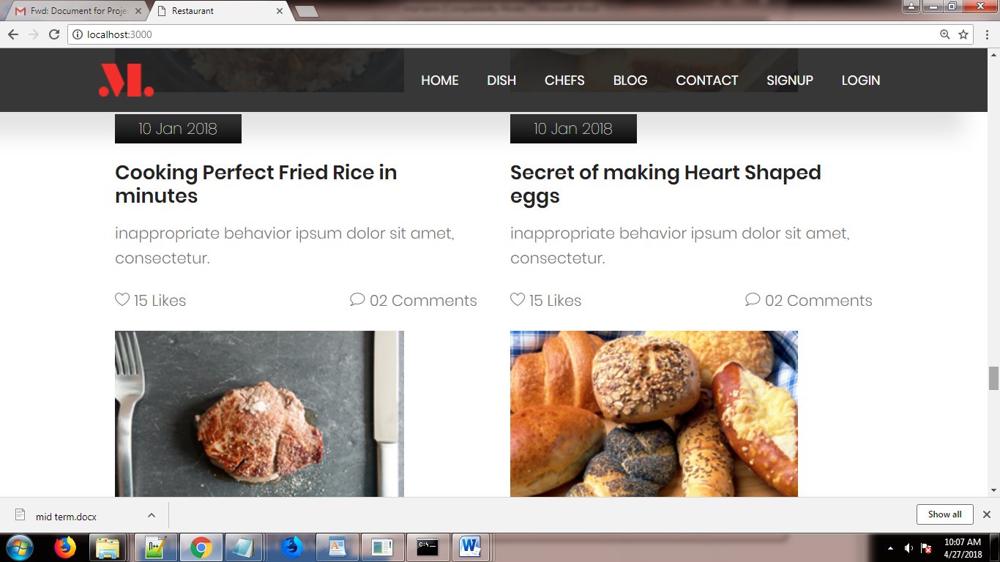 Fwd: Document for Proje
Restaurant
localhost:3000
HOME DISH CHEFS BLOG CONTACT SIGNUP LOGIN
10 Jan 2018
10 Jan 2018
Cooking Perfect Fried Rice in
minutes
inappropriate behavior ipsum dolor sit amet,
consectetur.
15 Likes 02 Comments
Secret of making Heart Shaped
eggs
inappropriate behavior ipsum dolor sit amet,
consectetur.
15 Likes 02 Comments
mid term.docx
Show all
10:07 AM
4/27/2018